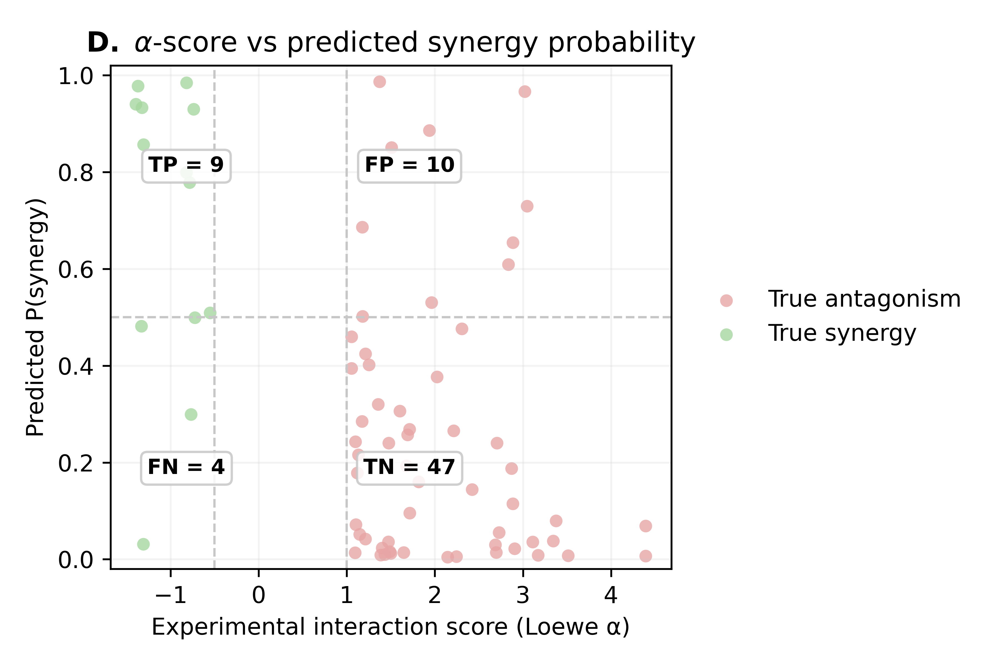 D. α-score vs predicted synergy probability
1.0
0.8
0.6
0.4
0.2
0.0
Predicted P(synergy)
TP = 9
FP = 10
FN = 4
TN = 47
−1 0 1 2 3 4
Experimental interaction score (Loewe α)
True antagonism
True synergy